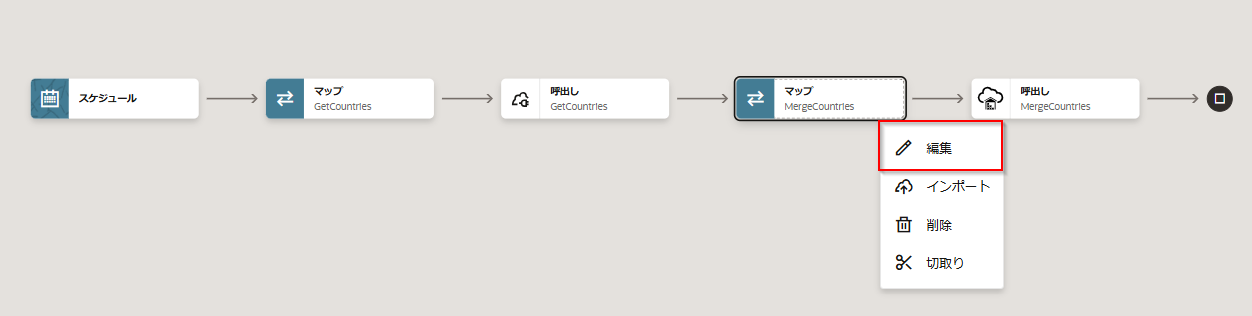 スケジュール
マップ
GetCountries
呼出し
GetCountries
マップ
MergeCountries
呼出し
MergeCountries
編集
インポート
削除
切取り